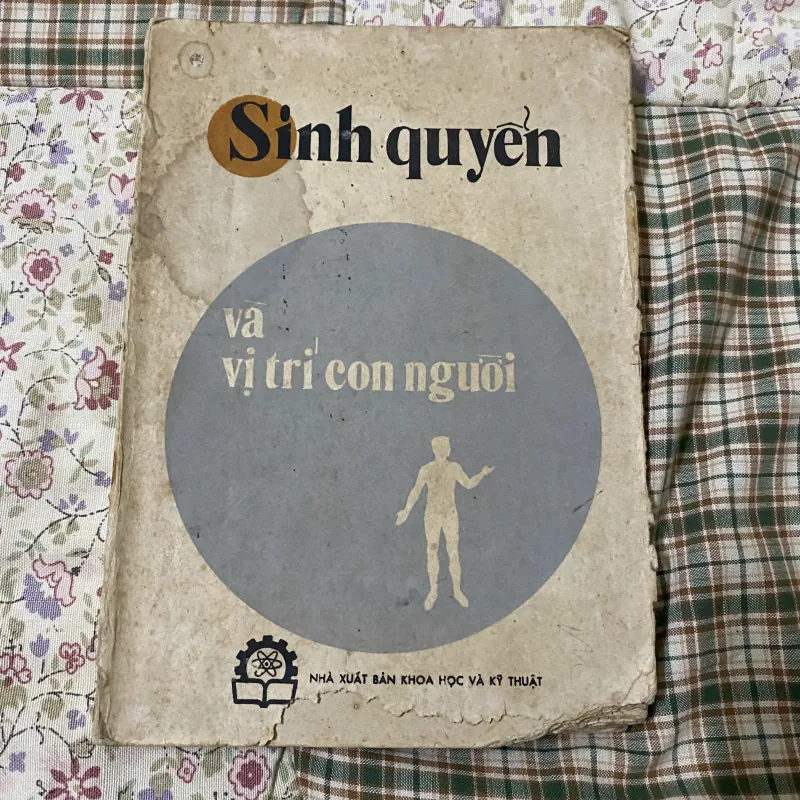 Sinh quyển
và
vị trí con người
NHÀ XUẤT BẢN KHOA HỌC VÀ KỸ THUẬT